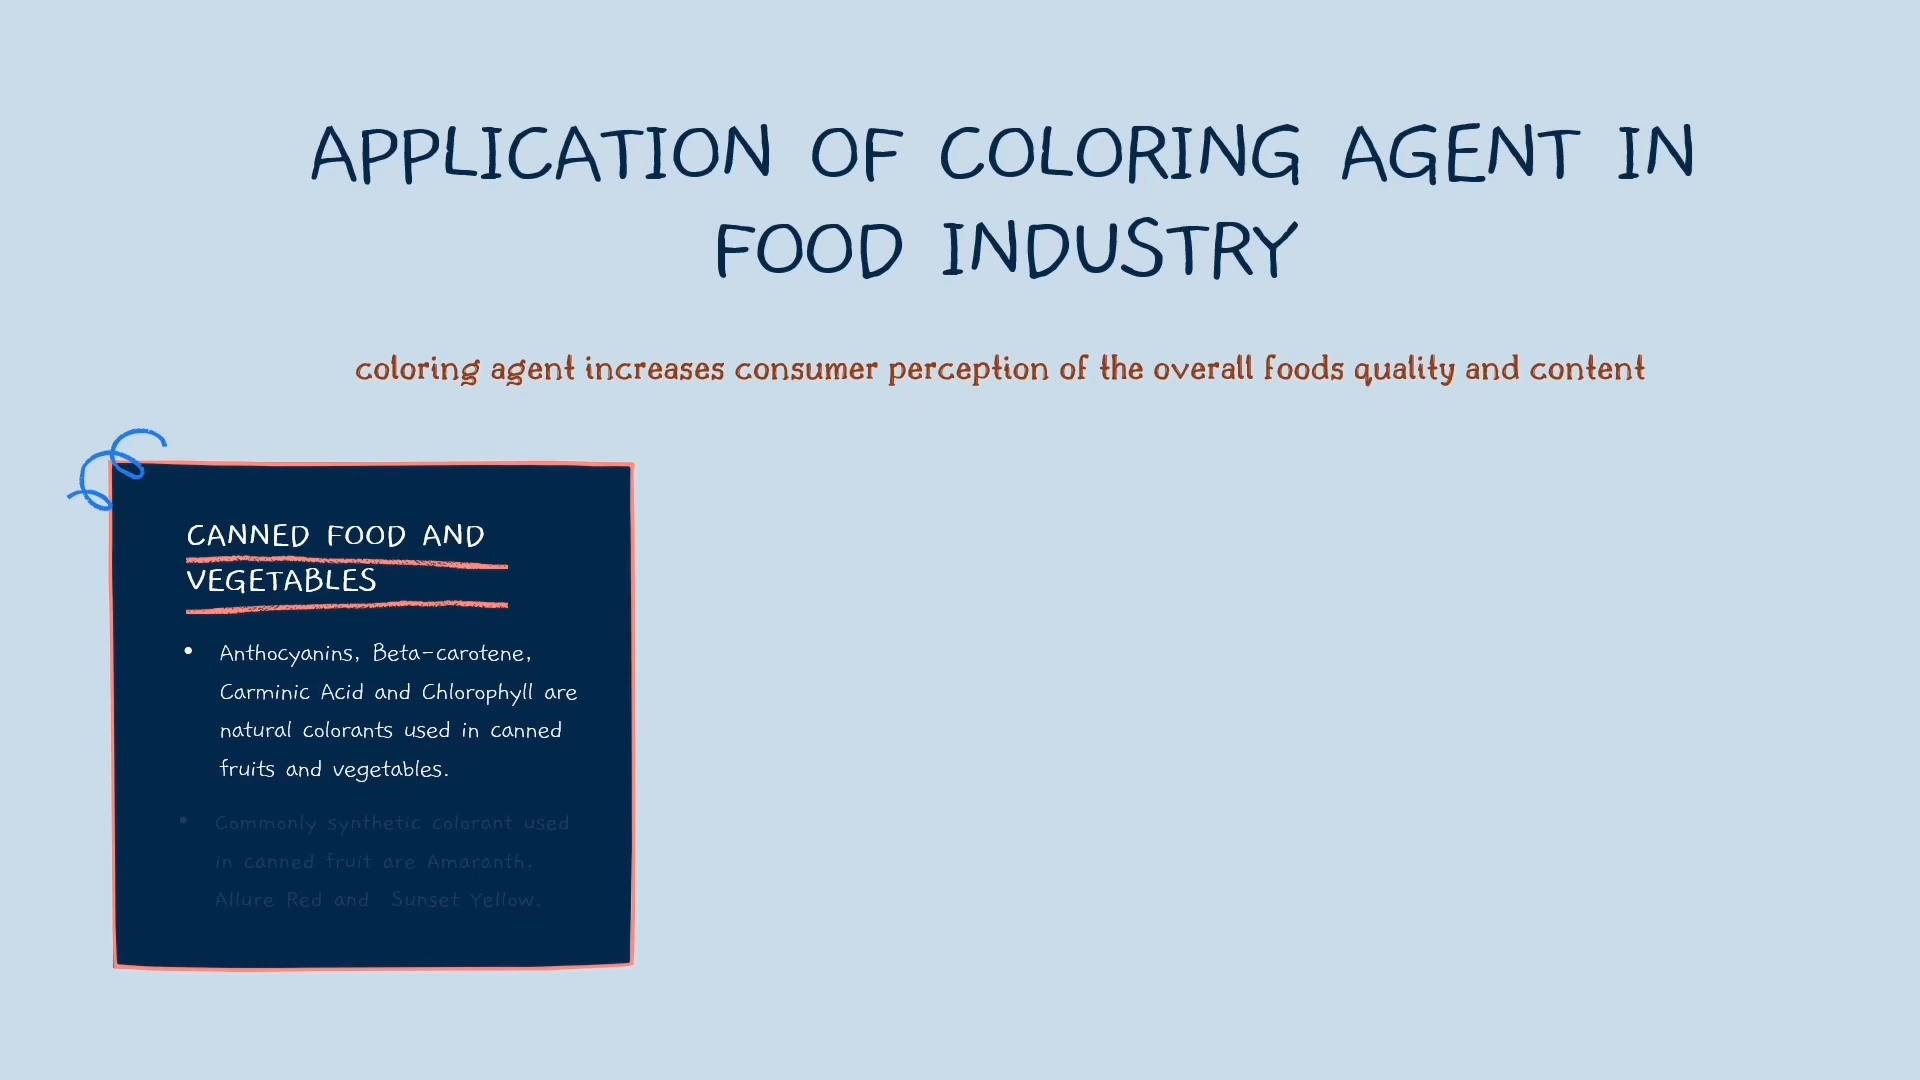 APPLICATION OF COLORING AGENT IN
FOOD INDUSTRY
coloring agent increases consumer perception of the overall foods quality and content
CANNED FOOD AND
VEGETABLES
• Anthocyanins, Beta-carotene,
Carminic Acid and Chlorophyll are
natural colorants used in canned
fruits and vegetables.
• Commonly synthetic colorant used
in canned fruit are Amaranth,
Allure Red and Sunset Yellow.